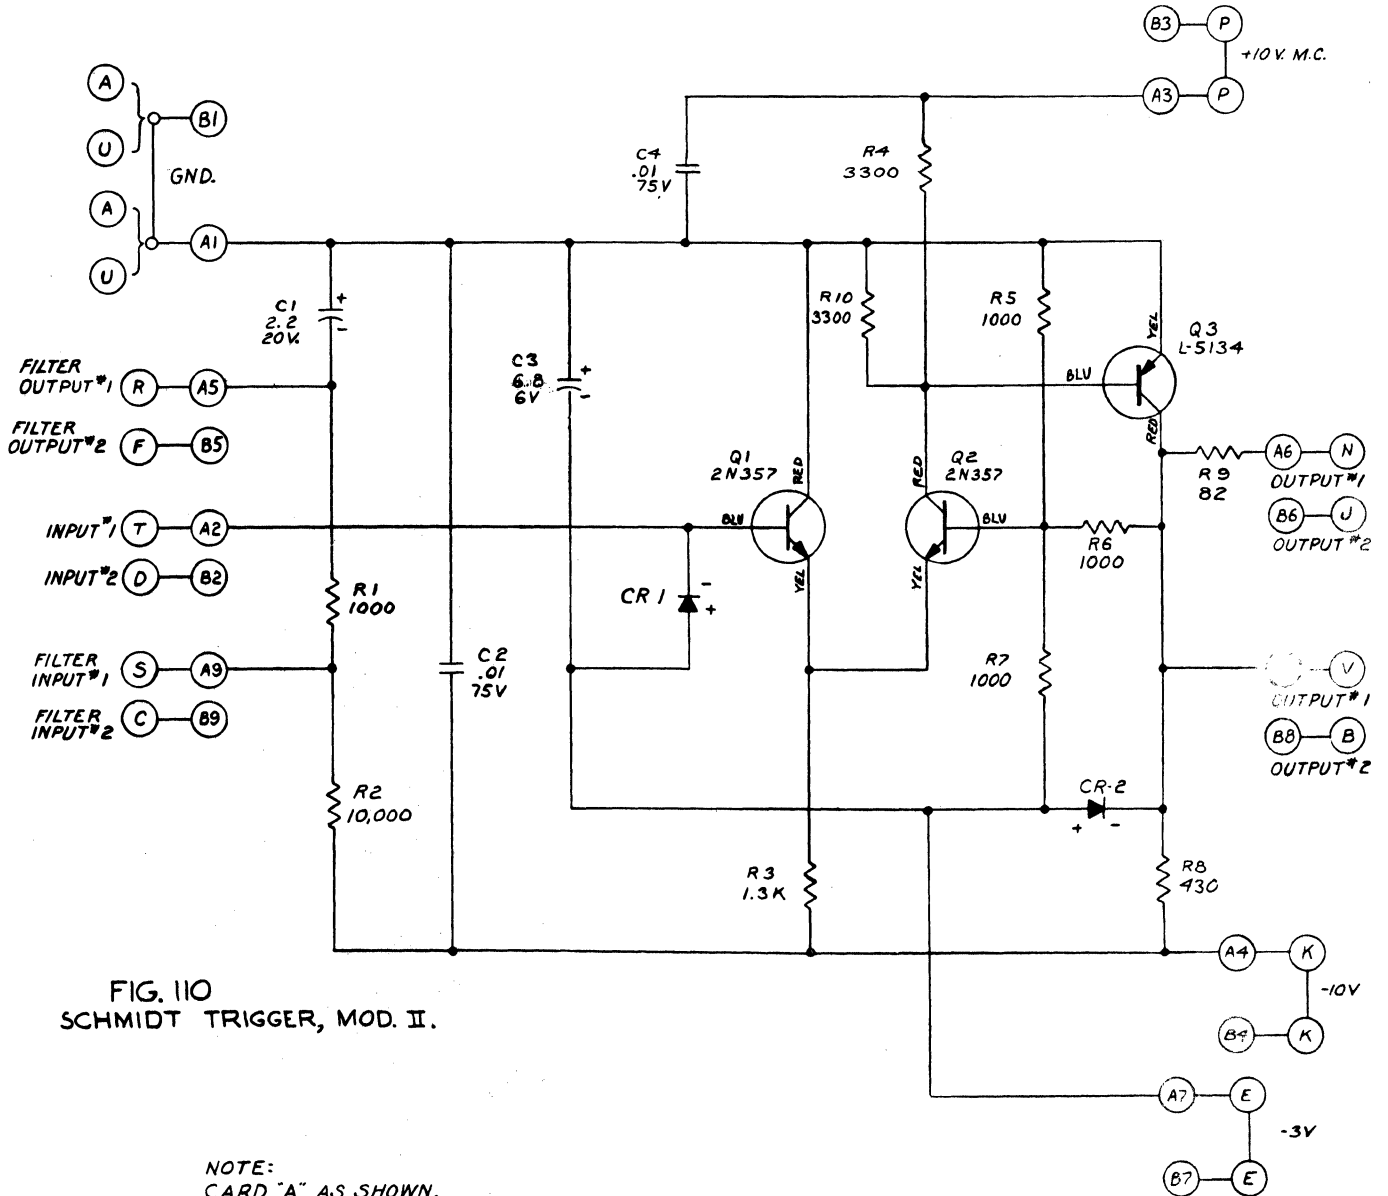 B3 P
+10V. M.C.
A3 P
A
U
B1
GND.
A
U
A1
C4
.01
75V
R4
3300
C1
2.2
20V.
+
-
R10
3300
R5
1000
YEL
Q3
L-5134
FILTER
OUTPUT #1 R A5
C3
6.8
6V
+
-
BLU
RED
FILTER
OUTPUT #2 F B5
Q1
2N357
RED
Q2
2N357
RED
R9
82
A6 N
OUTPUT #1
B6 J
OUTPUT #2
INPUT #1 T A2
BLU
BLU
R6
1000
INPUT #2 D B2
R1
1000
CR 1
-
+
YEL
YEL
FILTER
INPUT #1 S A9
C2
.01
75V
R7
1000
V
OUTPUT #1
FILTER
INPUT #2 C B9
B8 B
OUTPUT #2
R2
10,000
CR-2
+ -
R3
1.3K
R8
430
A4 K
-10V
B4 K
FIG. 110
SCHMIDT TRIGGER, MOD. II.
A7 E
-3V
B7 E
NOTE:
CARD "A" AS SHOWN.